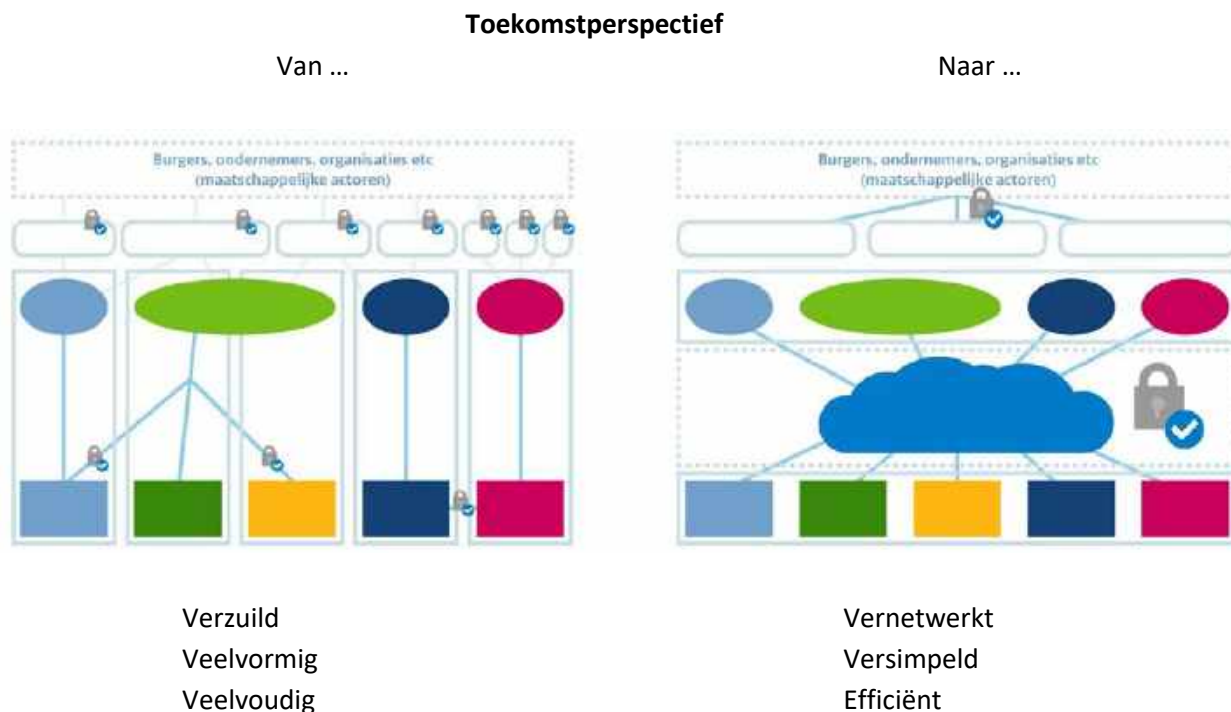 Toekomstperspectief
Van ...
Naar ...
Burgers, ondernemers, organisaties etc
(maatschappelijke actoren)
Burgers, ondernemers, organisaties etc
(maatschappelijke actoren)
Verzuild
Veelvormig
Veelvoudig
Vernetwerkt
Versimpeld
Efficiënt